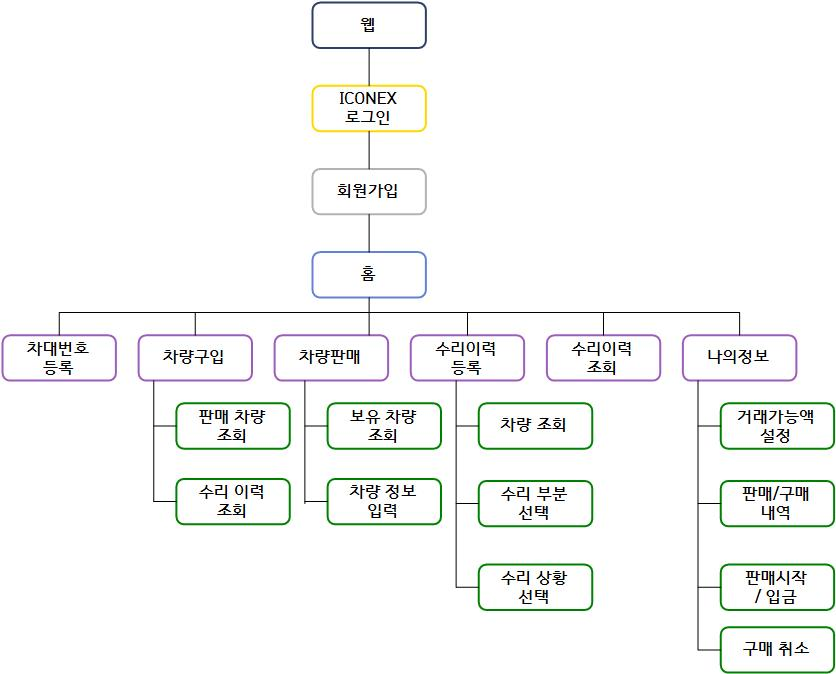 웹
ICONEX
로그인
회원가입
홈
차대번호
등록
차량구입
차량판매
수리이력
등록
수리이력
조회
나의정보
판매 차량
조회
수리 이력
조회
보유 차량
조회
차량 정보
입력
차량 조회
수리 부분
선택
수리 상황
선택
거래가능액
설정
판매/구매
내역
판매시작
/ 입금
구매 취소